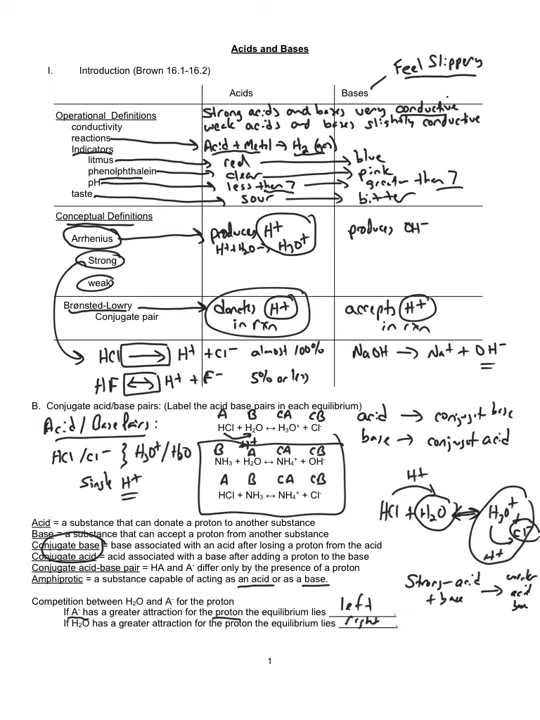 Acids and Bases
Feel Slippery
I. Introduction (Brown 16.1-16.2)
Acids Bases
Operational Definitions Strong acids and bases very conductive
conductivity weak acids and bases slightly conductive
reactions Acid + Metal → H2 (gas)
Indicators
litmus red blue
phenolphthalein clear pink
pH less then 7 greater then 7
taste sour bitter
Conceptual Definitions
Arrhenius produces H+ produces OH-
H+ + H2O → H3O+
Strong
weak
Brønsted-Lowry donates H+ in rxn accepts H+ in rxn
Conjugate pair
HCl → H+ + Cl- almost 100% NaOH → Na+ + OH-
HF ↔ H+ + F- 5% or less
B. Conjugate acid/base pairs: (Label the acid base pairs in each equilibrium)
A B CA CB
HCl + H2O ↔ H3O+ + Cl-
H+
B A CA CB
NH3 + H2O ↔ NH4+ + OH-
A B CA CB
HCl + NH3 ↔ NH4+ + Cl-
Acid / Base Pairs:
HCl / Cl- } H3O+ / H2O
Single H+
acid → conjugat base
base → conjugat acid
H+
HCl + H2O ↔ H3O+ Cl-
H+
Strong-acid + base → weaker acid base
Acid = a substance that can donate a proton to another substance
Base = a substance that can accept a proton from another substance
Conjugate base = base associated with an acid after losing a proton from the acid
Conjugate acid = acid associated with a base after adding a proton to the base
Conjugate acid-base pair = HA and A- differ only by the presence of a proton
Amphiprotic = a substance capable of acting as an acid or as a base.
Competition between H2O and A- for the proton
If A- has a greater attraction for the proton the equilibrium lies left.
If H2O has a greater attraction for the proton the equilibrium lies right.
1